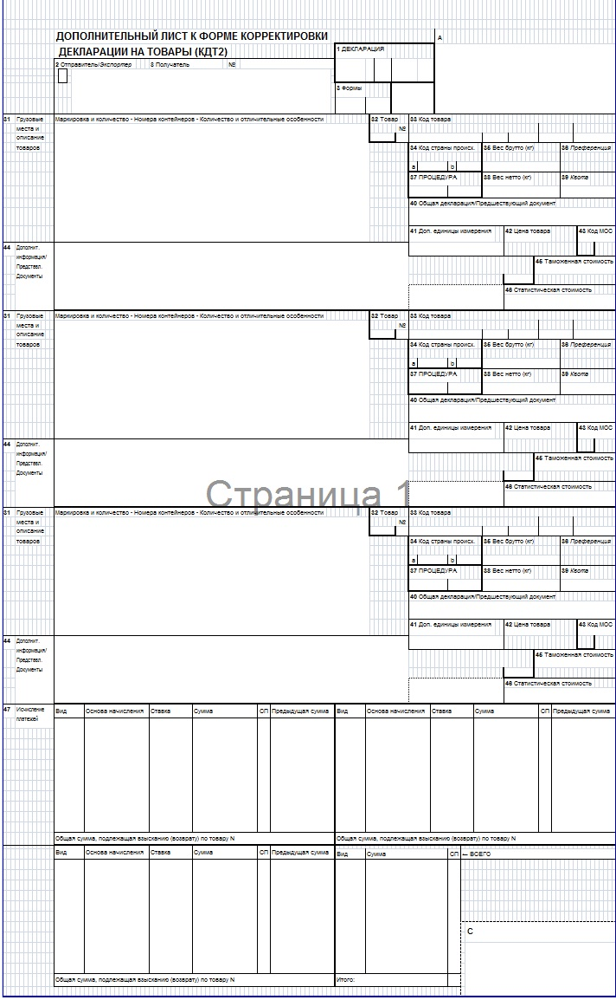 ДОПОЛНИТЕЛЬНЫЙ ЛИСТ К ФОРМЕ КОРРЕКТИРОВКИ
ДЕКЛАРАЦИИ НА ТОВАРЫ (КДТ2)
1 ДЕКЛАРАЦИЯ
A
2 Отправитель/Экспортер 8 Получатель №
3 Формы
31 Грузовые места и описание товаров
Маркировка и количество - Номера контейнеров - Количество и отличительные особенности
32 Товар №
33 Код товара
34 Код страны происх.
a b
35 Вес брутто (кг)
36 Преференция
37 ПРОЦЕДУРА
38 Вес нетто (кг)
39 Квота
40 Общая декларация/Предшествующий документ
41 Доп. единицы измерения
42 Цена товара
43 Код МОС
44 Дополнит. информация/ Представл. Документы
45 Таможенная стоимость
46 Статистическая стоимость
31 Грузовые места и описание товаров
Маркировка и количество - Номера контейнеров - Количество и отличительные особенности
32 Товар №
33 Код товара
34 Код страны происх.
a b
35 Вес брутто (кг)
36 Преференция
37 ПРОЦЕДУРА
38 Вес нетто (кг)
39 Квота
40 Общая декларация/Предшествующий документ
41 Доп. единицы измерения
42 Цена товара
43 Код МОС
44 Дополнит. информация/ Представл. Документы
45 Таможенная стоимость
46 Статистическая стоимость
Страница 1
31 Грузовые места и описание товаров
Маркировка и количество - Номера контейнеров - Количество и отличительные особенности
32 Товар №
33 Код товара
34 Код страны происх.
a b
35 Вес брутто (кг)
36 Преференция
37 ПРОЦЕДУРА
38 Вес нетто (кг)
39 Квота
40 Общая декларация/Предшествующий документ
41 Доп. единицы измерения
42 Цена товара
43 Код МОС
44 Дополнит. информация/ Представл. Документы
45 Таможенная стоимость
46 Статистическая стоимость
47 Исчисление платежей
Вид Основа начисления Ставка Сумма СП Предыдущая сумма Вид Основа начисления Ставка Сумма СП Предыдущая сумма
Общая сумма, подлежащая взысканию (возврату) по товару N Общая сумма, подлежащая взысканию (возврату) по товару N
Вид Основа начисления Ставка Сумма СП Предыдущая сумма Вид Сумма СП ← ВСЕГО
C
Общая сумма, подлежащая взысканию (возврату) по товару N Итого: